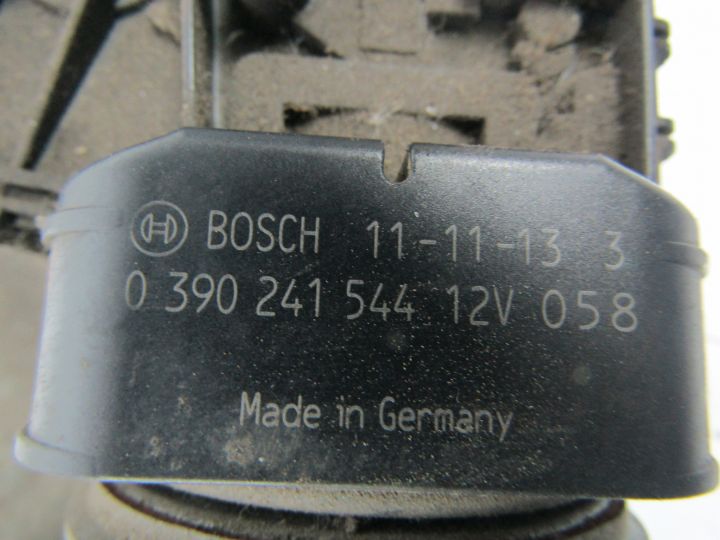 BOSCH 11-11-13 3
0 390 241 544 12V 058
Made in Germany